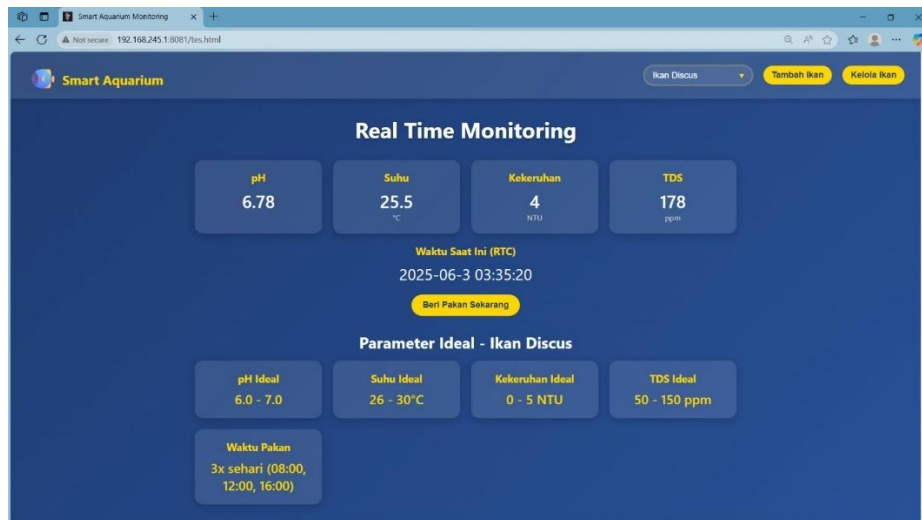 Smart Aquarium Monitoring
Not secure 192.168.245.1:8081/tes.html
Smart Aquarium
Ikan Discus
Tambah Ikan
Kelola Ikan
Real Time Monitoring
pH
6.78
Suhu
25.5
°C
Kekeruhan
4
NTU
TDS
178
ppm
Waktu Saat Ini (RTC)
2025-06-3 03:35:20
Beri Pakan Sekarang
Parameter Ideal - Ikan Discus
pH Ideal
6.0 - 7.0
Suhu Ideal
26 - 30°C
Kekeruhan Ideal
0 - 5 NTU
TDS Ideal
50 - 150 ppm
Waktu Pakan
3x sehari (08:00,
12:00, 16:00)